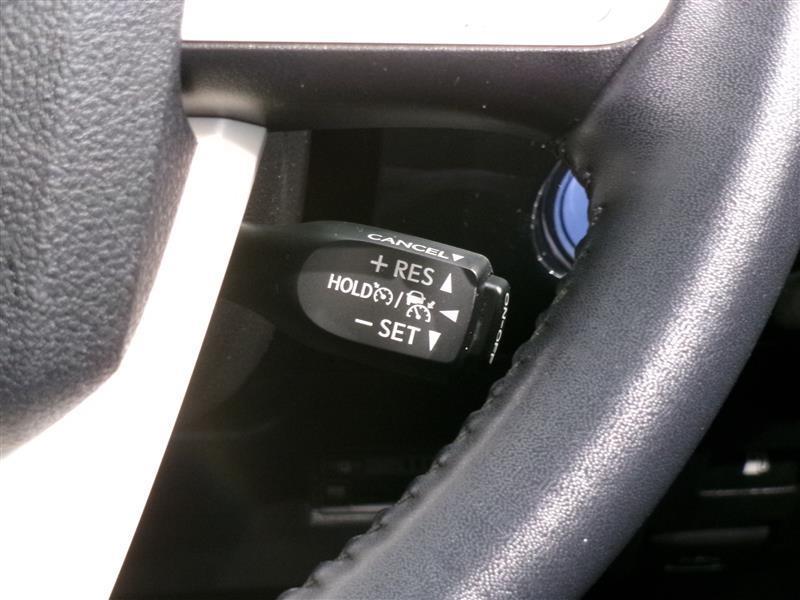 CANCEL
+ RES
HOLD /
− SET
ON-OFF